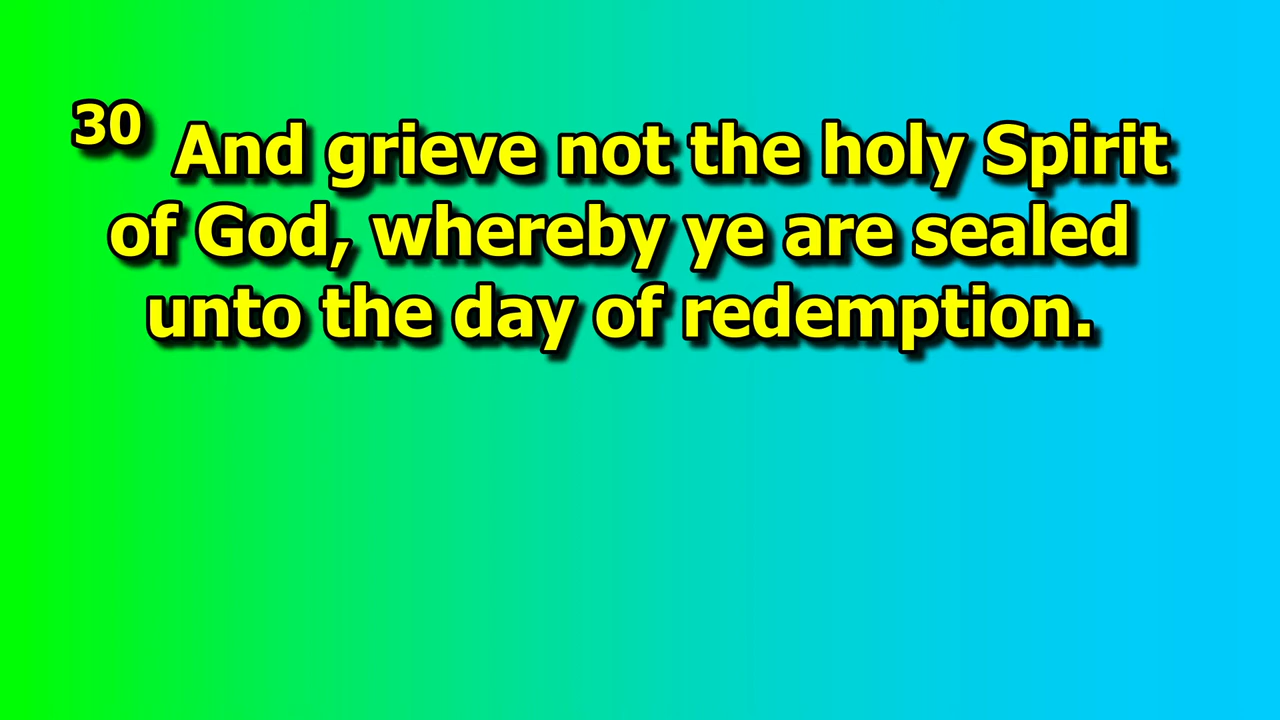 30 And grieve not the holy Spirit
of God, whereby ye are sealed
unto the day of redemption.